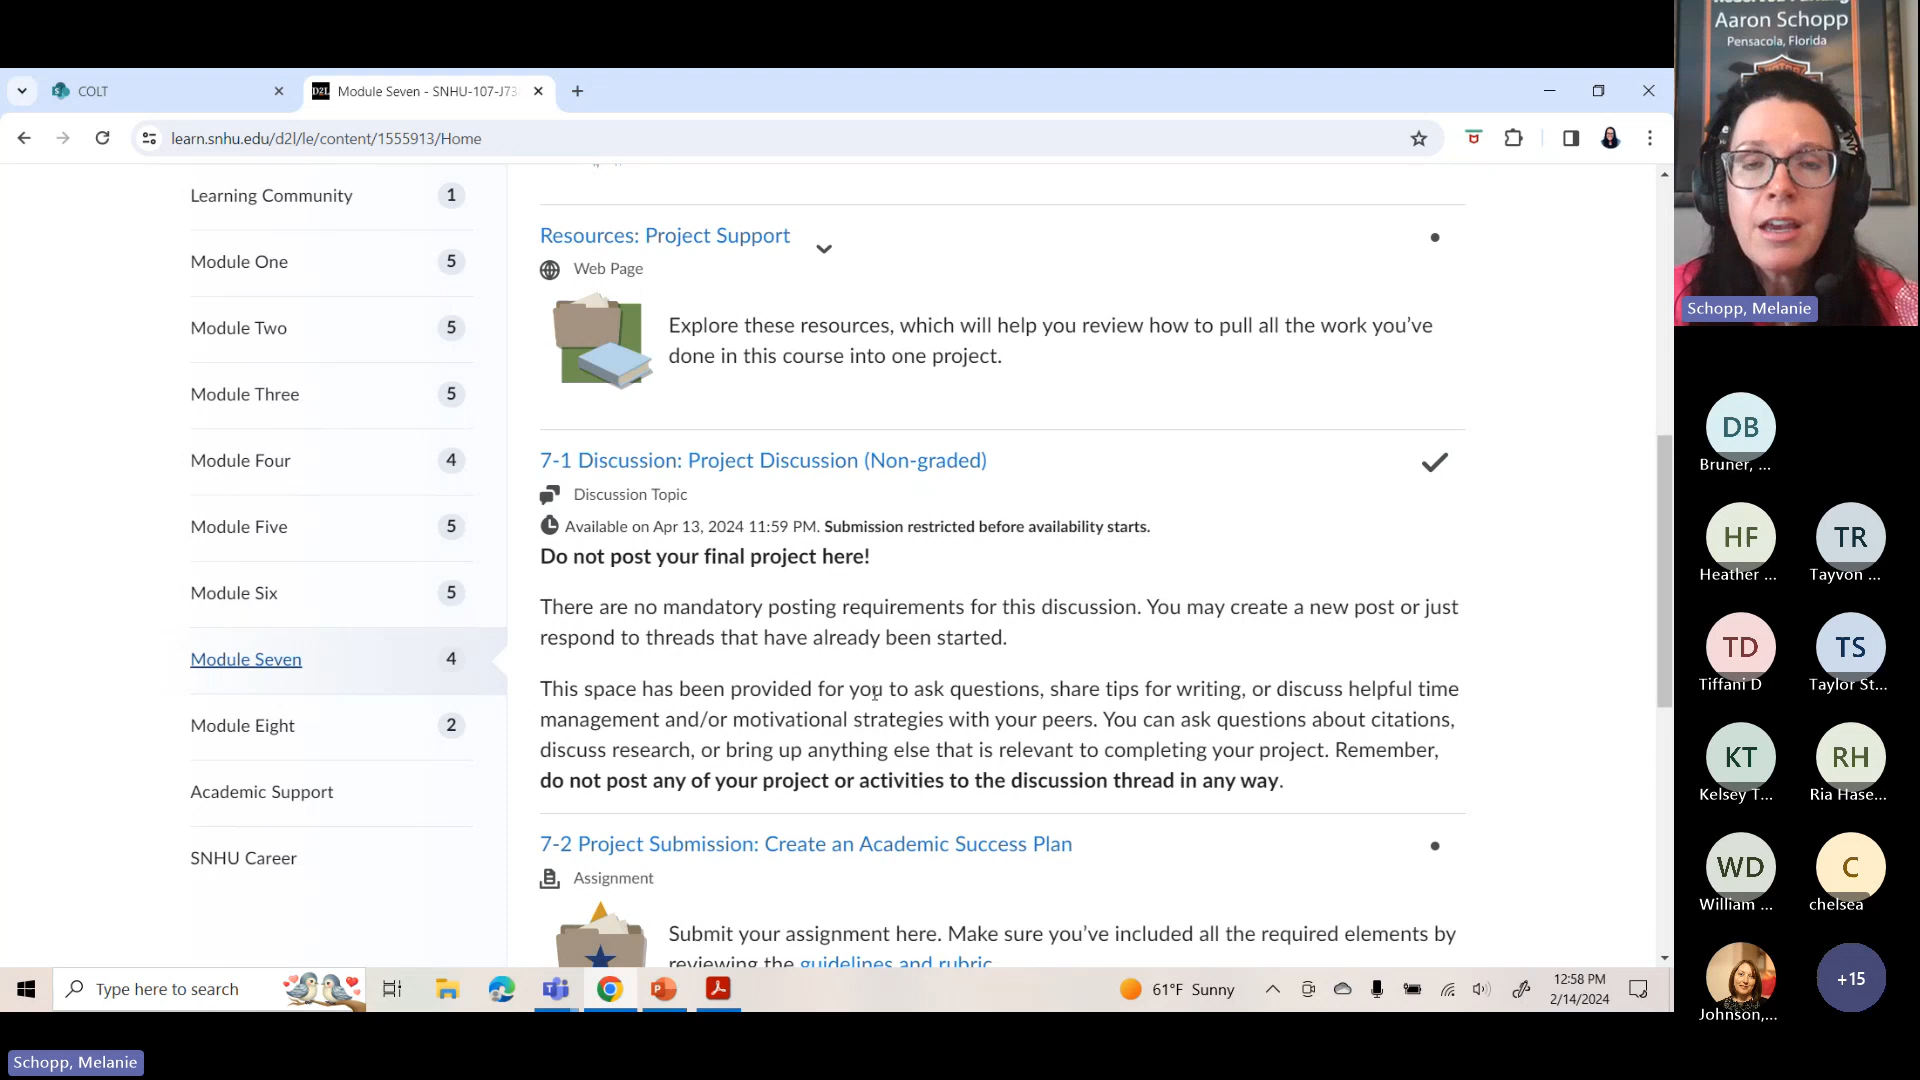 Aaron Schopp
Pensacola, Florida
COLT
D2L
Module Seven - SNHU-107-J73
learn.snhu.edu/d2l/le/content/1555913/Home
Learning Community 1
Module One 5
Module Two 5
Module Three 5
Module Four 4
Module Five 5
Module Six 5
Module Seven 4
Module Eight 2
Academic Support
SNHU Career
Resources: Project Support
Web Page
Explore these resources, which will help you review how to pull all the work you've
done in this course into one project.
7-1 Discussion: Project Discussion (Non-graded)
Discussion Topic
Available on Apr 13, 2024 11:59 PM. Submission restricted before availability starts.
Do not post your final project here!
There are no mandatory posting requirements for this discussion. You may create a new post or just
respond to threads that have already been started.
This space has been provided for you to ask questions, share tips for writing, or discuss helpful time
management and/or motivational strategies with your peers. You can ask questions about citations,
discuss research, or bring up anything else that is relevant to completing your project. Remember,
do not post any of your project or activities to the discussion thread in any way.
7-2 Project Submission: Create an Academic Success Plan
Assignment
Submit your assignment here. Make sure you've included all the required elements by
reviewing the guidelines and rubric
Schopp, Melanie
DB
Bruner, ...
HF
Heather ...
TR
Tayvon ...
TD
Tiffani D
TS
Taylor St...
KT
Kelsey T...
RH
Ria Hase...
WD
William ...
C
chelsea
Johnson,...
+15
Type here to search
61°F Sunny
12:58 PM
2/14/2024
Schopp, Melanie